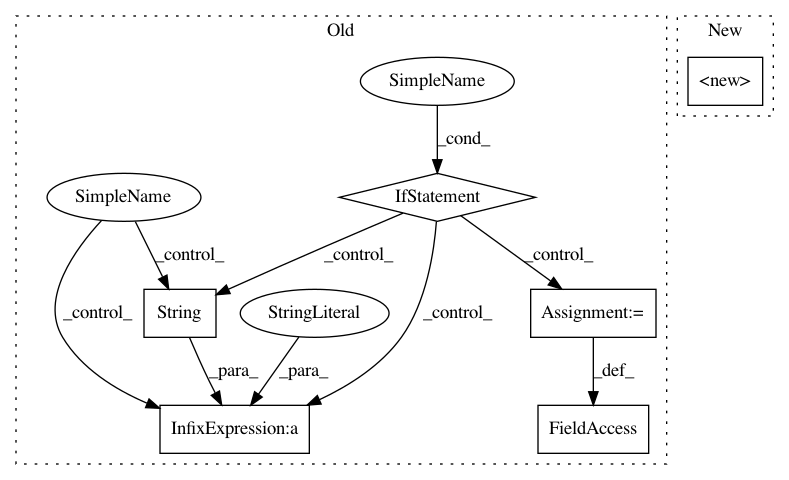 Old
New
SimpleName
<new>
_cond_
SimpleName
IfStatement
_control_
_control_
_control_
_control_
_control_
String
StringLiteral
Assignment:=
_para_
_para_
_def_
InfixExpression:a
FieldAccess